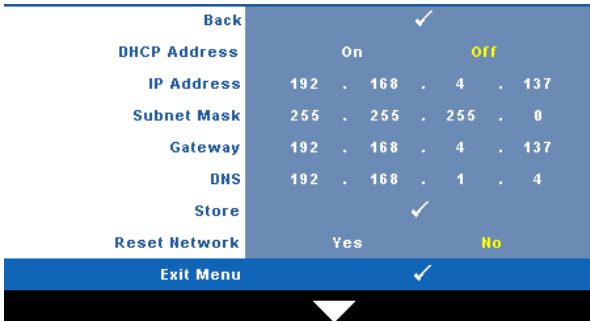 Back ✓
DHCP Address On Off
IP Address 192 . 168 . 4 . 137
Subnet Mask 255 . 255 . 255 . 0
Gateway 192 . 168 . 4 . 137
DNS 192 . 168 . 1 . 4
Store ✓
Reset Network Yes No
Exit Menu ✓